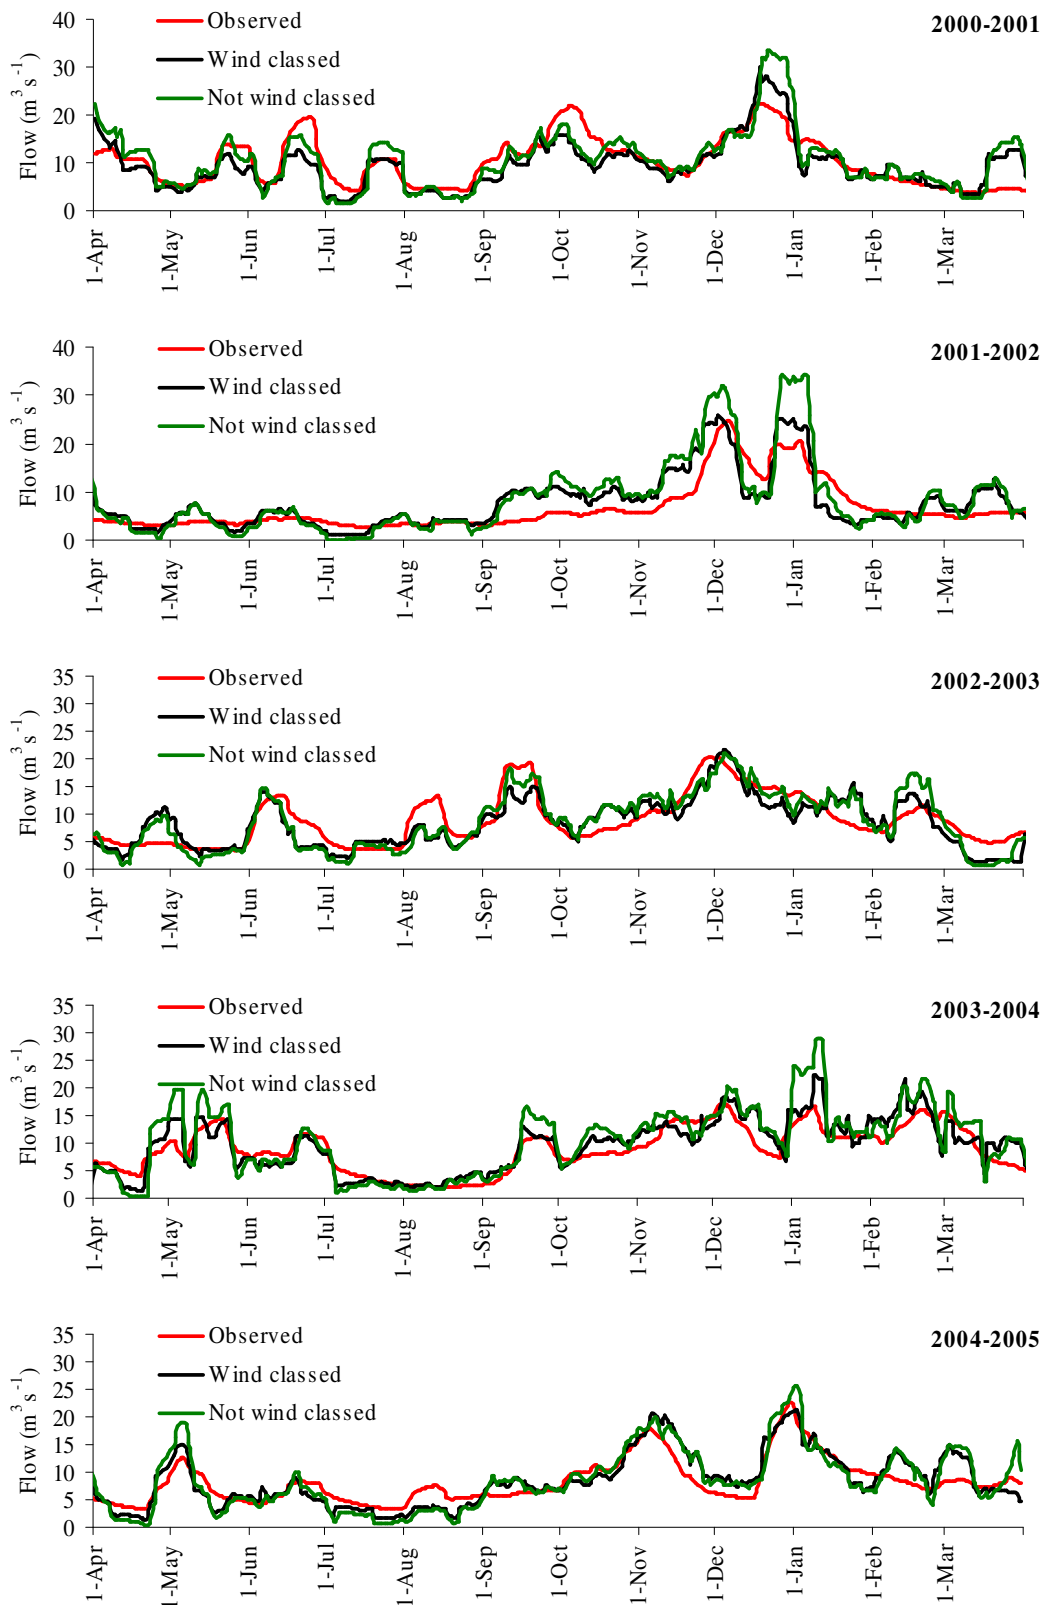 2000-2001
Flow (m³ s⁻¹)
40
30
20
10
0
Observed
Wind classed
Not wind classed
1-Apr 1-May 1-Jun 1-Jul 1-Aug 1-Sep 1-Oct 1-Nov 1-Dec 1-Jan 1-Feb 1-Mar
2001-2002
Flow (m³ s⁻¹)
40
30
20
10
0
Observed
Wind classed
Not wind classed
1-Apr 1-May 1-Jun 1-Jul 1-Aug 1-Sep 1-Oct 1-Nov 1-Dec 1-Jan 1-Feb 1-Mar
2002-2003
Flow (m³ s⁻¹)
35
30
25
20
15
10
5
0
Observed
Wind classed
Not wind classed
1-Apr 1-May 1-Jun 1-Jul 1-Aug 1-Sep 1-Oct 1-Nov 1-Dec 1-Jan 1-Feb 1-Mar
2003-2004
Flow (m³ s⁻¹)
35
30
25
20
15
10
5
0
Observed
Wind classed
Not wind classed
1-Apr 1-May 1-Jun 1-Jul 1-Aug 1-Sep 1-Oct 1-Nov 1-Dec 1-Jan 1-Feb 1-Mar
2004-2005
Flow (m³ s⁻¹)
35
30
25
20
15
10
5
0
Observed
Wind classed
Not wind classed
1-Apr 1-May 1-Jun 1-Jul 1-Aug 1-Sep 1-Oct 1-Nov 1-Dec 1-Jan 1-Feb 1-Mar